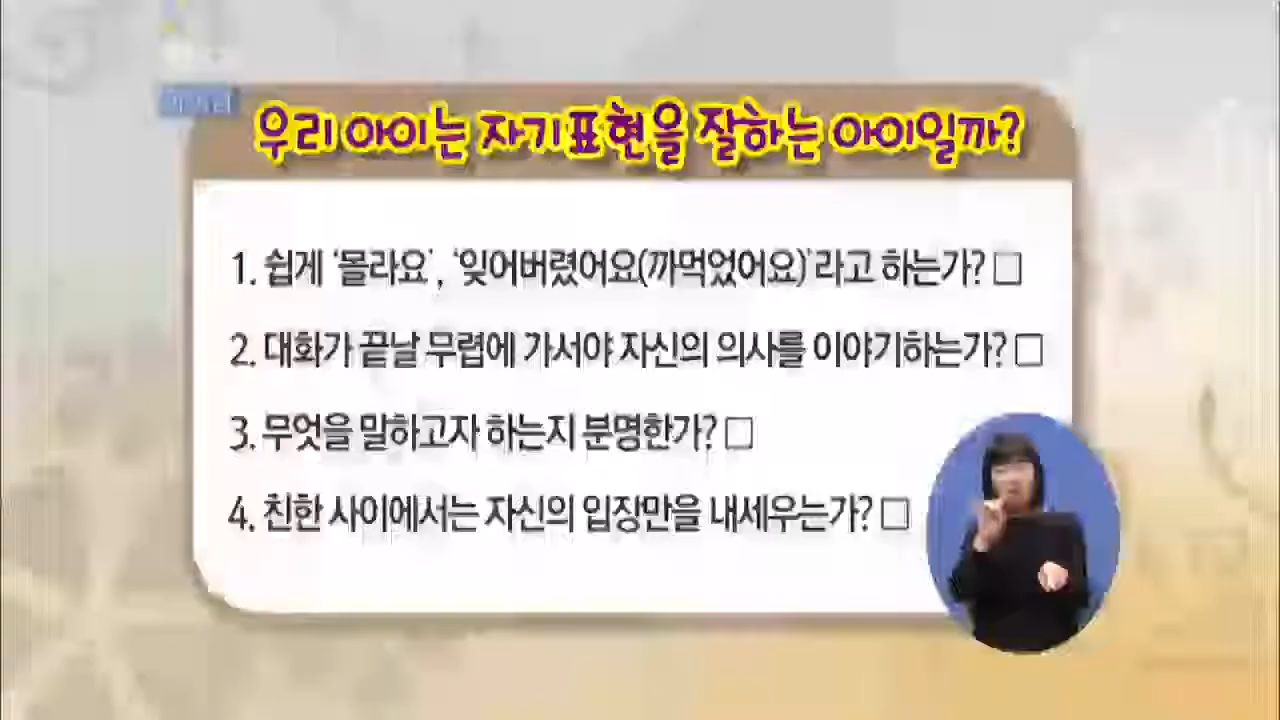 우리 아이는 자기표현을 잘하는 아이일까?
1. 쉽게 '몰라요', '잊어버렸어요(까먹었어요)'라고 하는가? □
2. 대화가 끝날 무렵에 가서야 자신의 의사를 이야기하는가? □
3. 무엇을 말하고자 하는지 분명한가? □
4. 친한 사이에서는 자신의 입장만을 내세우는가? □